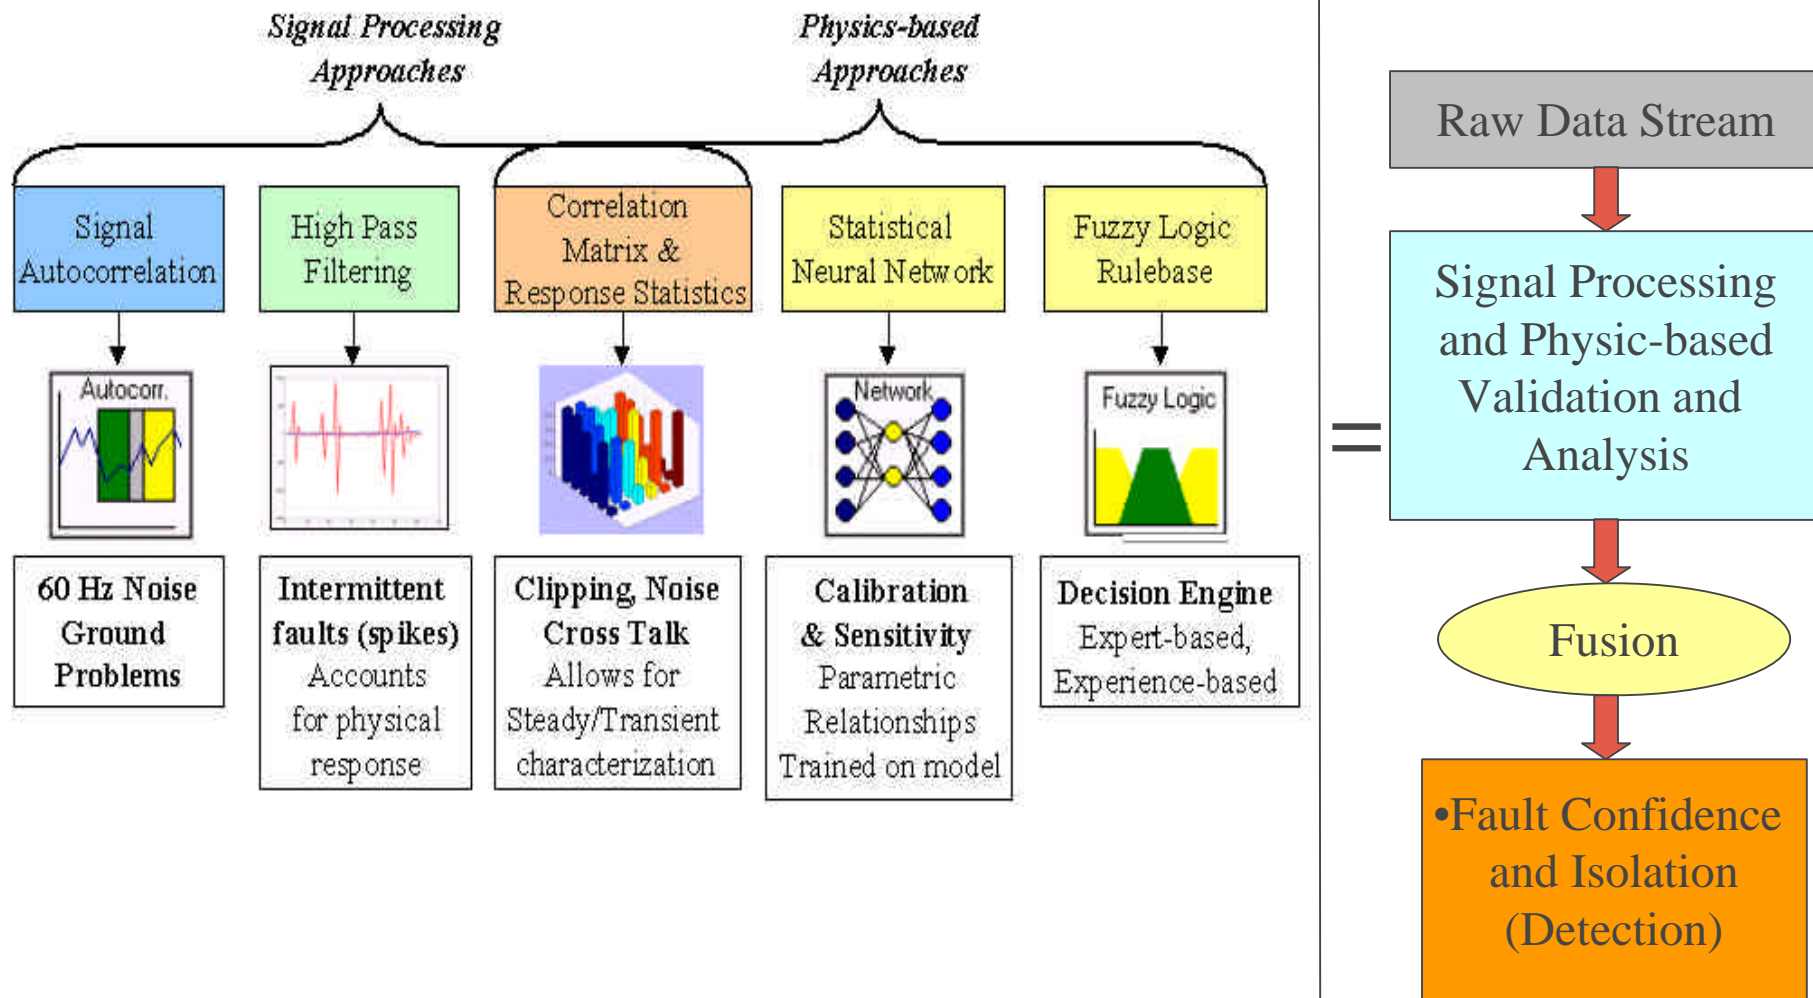 Signal Processing
Approaches
Physics-based
Approaches
Signal
Autocorrelation
High Pass
Filtering
Correlation
Matrix &
Response Statistics
Statistical
Neural Network
Fuzzy Logic
Rulebase
Autocorr.
Network
Fuzzy Logic
60 Hz Noise
Ground
Problems
Intermittent
faults (spikes)
Accounts
for physical
response
Clipping, Noise
Cross Talk
Allows for
Steady/Transient
characterization
Calibration
& Sensitivity
Parametric
Relationships
Trained on model
Decision Engine
Expert-based,
Experience-based
=
Raw Data Stream
Signal Processing
and Physic-based
Validation and
Analysis
Fusion
•Fault Confidence
and Isolation
(Detection)